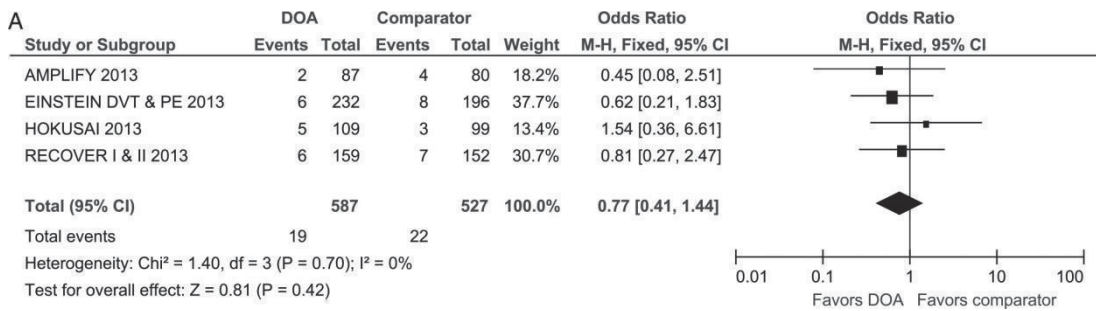 A
DOA Comparator Odds Ratio Odds Ratio
Study or Subgroup Events Total Events Total Weight M-H, Fixed, 95% CI M-H, Fixed, 95% CI
AMPLIFY 2013 2 87 4 80 18.2% 0.45 [0.08, 2.51]
EINSTEIN DVT & PE 2013 6 232 8 196 37.7% 0.62 [0.21, 1.83]
HOKUSAI 2013 5 109 3 99 13.4% 1.54 [0.36, 6.61]
RECOVER I & II 2013 6 159 7 152 30.7% 0.81 [0.27, 2.47]
Total (95% CI) 587 527 100.0% 0.77 [0.41, 1.44]
Total events 19 22
Heterogeneity: Chi² = 1.40, df = 3 (P = 0.70); I² = 0%
Test for overall effect: Z = 0.81 (P = 0.42)
0.01 0.1 1 10 100
Favors DOA Favors comparator